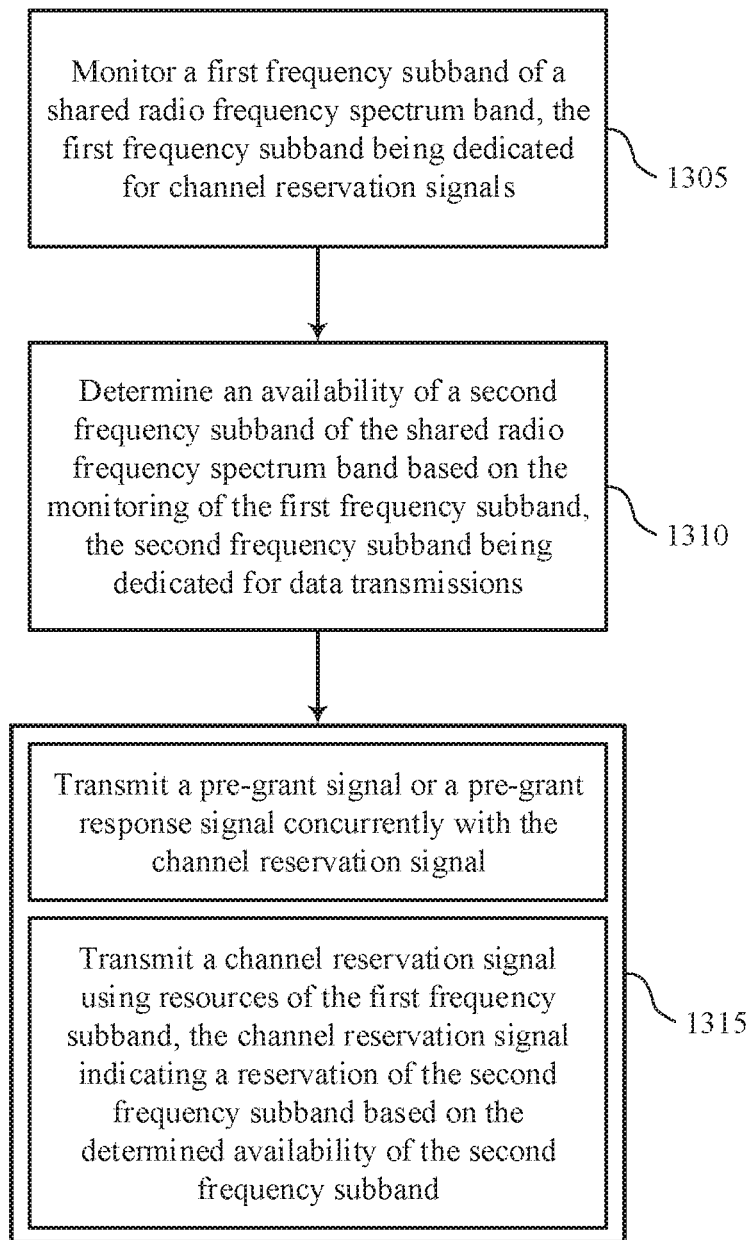 Monitor a first frequency subband of a
shared radio frequency spectrum band, the
first frequency subband being dedicated
for channel reservation signals
1305
Determine an availability of a second
frequency subband of the shared radio
frequency spectrum band based on the
monitoring of the first frequency subband,
the second frequency subband being
dedicated for data transmissions
1310
Transmit a pre-grant signal or a pre-grant
response signal concurrently with the
channel reservation signal
Transmit a channel reservation signal
using resources of the first frequency
subband, the channel reservation signal
indicating a reservation of the second
frequency subband based on the
determined availability of the second
frequency subband
1315